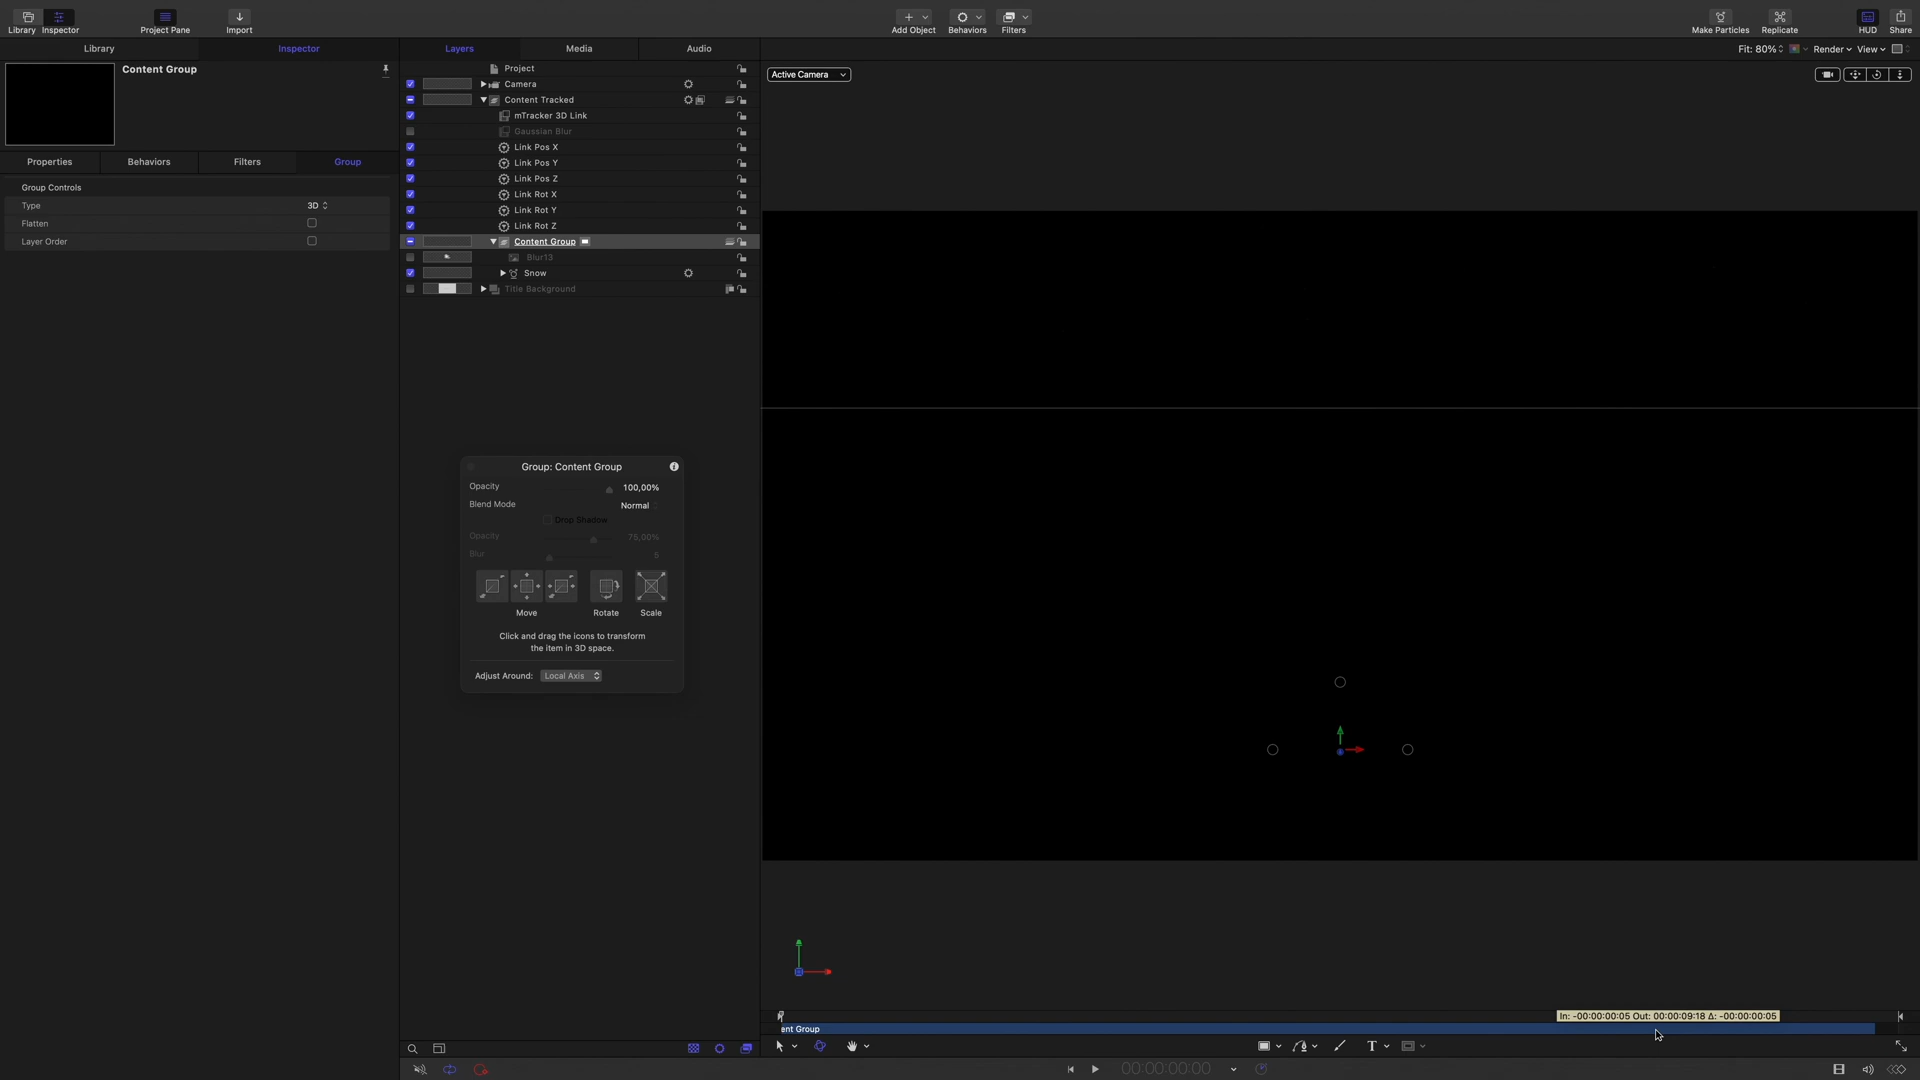 Library
Inspector
Project Pane
Import
Add Object
Behaviors
Filters
Make Particles
Replicate
HUD
Share
Library
Inspector
Layers
Media
Audio
Fit: 80%
Render
View
Content Group
Properties
Behaviors
Filters
Group
Group Controls
Type
3D
Flatten
Layer Order
Project
Camera
Content Tracked
mTracker 3D Link
Gaussian Blur
Link Pos X
Link Pos Y
Link Pos Z
Link Rot X
Link Rot Y
Link Rot Z
Content Group
Blur13
Snow
Title Background
Active Camera
Group: Content Group
Opacity
100,00%
Blend Mode
Normal
Drop Shadow
Opacity
75,00%
Blur
5
Move
Rotate
Scale
Click and drag the icons to transform
the item in 3D space.
Adjust Around:
Local Axis
In: -00:00:00:05 Out: 00:00:09:18 Δ: -00:00:00:05
ent Group
T
00:00:00:00